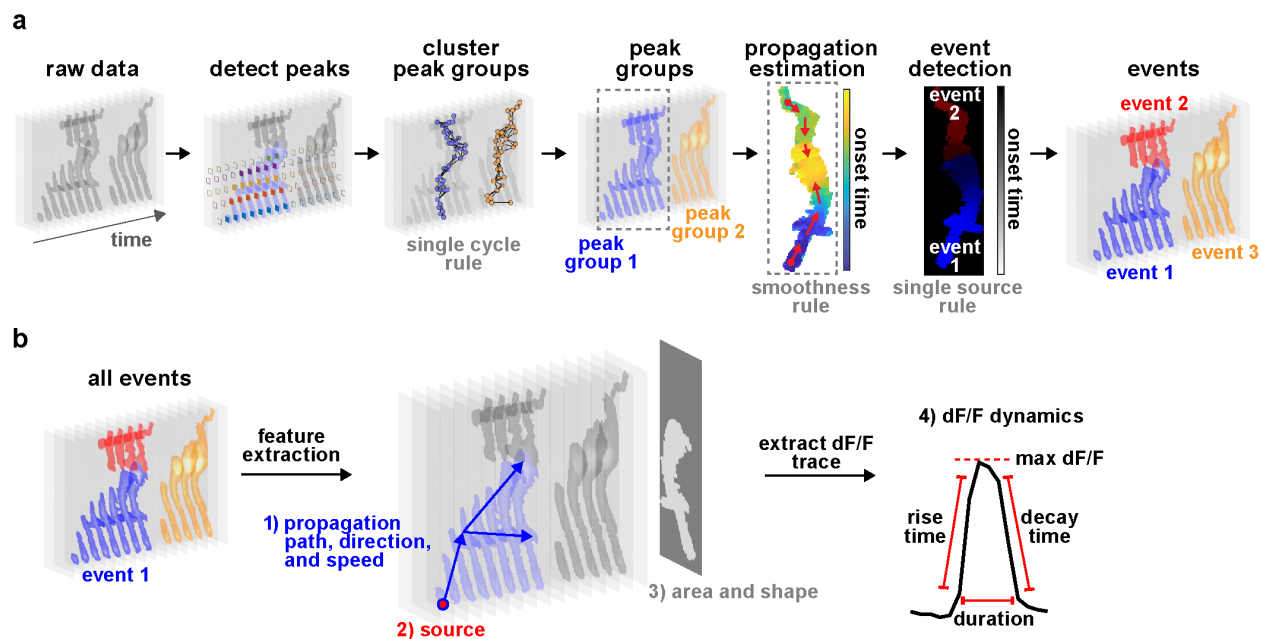 a
raw data
time
detect peaks
cluster
peak groups
single cycle
rule
peak
groups
peak
group 1
peak
group 2
propagation
estimation
onset time
smoothness
rule
event
detection
event
2
event
1
onset time
single source
rule
events
event 2
event 1
event 3
b
all events
event 1
feature
extraction
1) propagation
path, direction,
and speed
2) source
3) area and shape
extract dF/F
trace
4) dF/F dynamics
max dF/F
rise
time
decay
time
duration